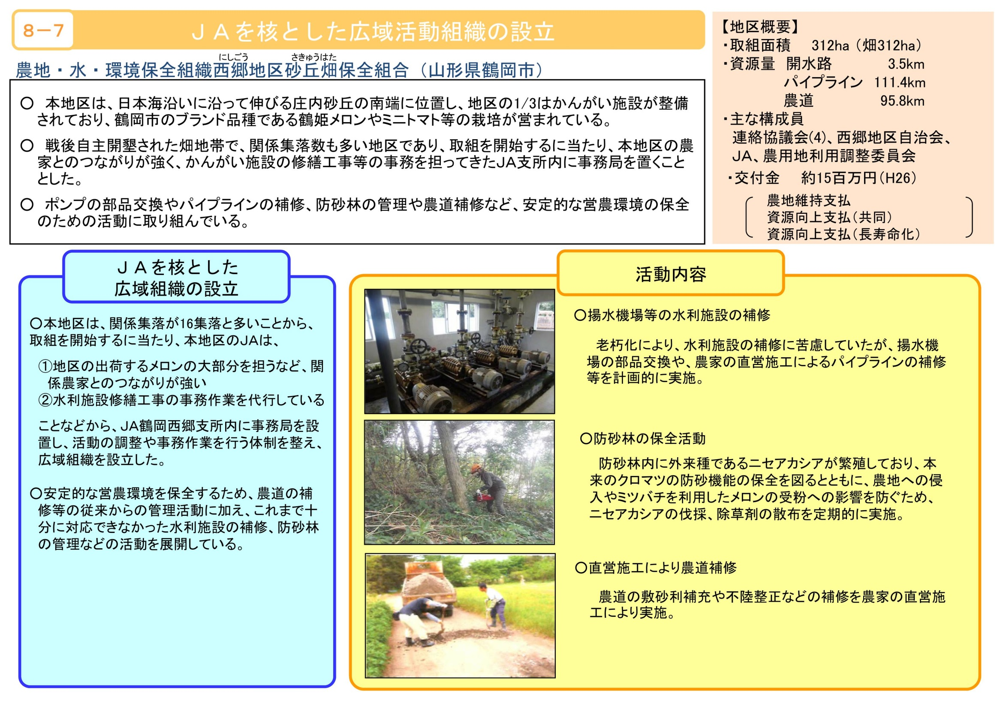 8－7
ＪＡを核とした広域活動組織の設立
にしごう
さきゅうはた
農地・水・環境保全組織西郷地区砂丘畑保全組合（山形県鶴岡市）
○　本地区は、日本海沿いに沿って伸びる庄内砂丘の南端に位置し、地区の1/3はかんがい施設が整備
されており、鶴岡市のブランド品種である鶴姫メロンやミニトマト等の栽培が営まれている。
○　戦後自主開墾された畑地帯で、関係集落数も多い地区であり、取組を開始するに当たり、本地区の農
家とのつながりが強く、かんがい施設の修繕工事等の事務を担ってきたJA支所内に事務局を置くこと
とした。
○　ポンプの部品交換やパイプラインの補修、防砂林の管理や農道補修など、安定的な営農環境の保全
のための活動に取り組んでいる。
【地区概要】
・取組面積　312ha（畑312ha）
・資源量　開水路　3.5km
パイプライン　111.4km
農道　95.8km
・主な構成員
連絡協議会(4)、西郷地区自治会、
JA、農用地利用調整委員会
・交付金　約15百万円（H26）
農地維持支払
資源向上支払（共同）
資源向上支払（長寿命化）
ＪＡを核とした
広域組織の設立
○本地区は、関係集落が16集落と多いことから、
取組を開始するに当たり、本地区のJAは、
①地区の出荷するメロンの大部分を担うなど、関
係農家とのつながりが強い
②水利施設修繕工事の事務作業を代行している
ことなどから、JA鶴岡西郷支所内に事務局を設
置し、活動の調整や事務作業を行う体制を整え、
広域組織を設立した。
○安定的な営農環境を保全するため、農道の補
修等の従来からの管理活動に加え、これまで十
分に対応できなかった水利施設の補修、防砂林
の管理などの活動を展開している。
活動内容
○揚水機場等の水利施設の補修
老朽化により、水利施設の補修に苦慮していたが、揚水機
場の部品交換や、農家の直営施工によるパイプラインの補修
等を計画的に実施。
○防砂林の保全活動
防砂林内に外来種であるニセアカシアが繁殖しており、本
来のクロマツの防砂機能の保全を図るとともに、農地への侵
入やミツバチを利用したメロンの受粉への影響を防ぐため、
ニセアカシアの伐採、除草剤の散布を定期的に実施。
○直営施工により農道補修
農道の敷砂利補充や不陸整正などの補修を農家の直営施
工により実施。